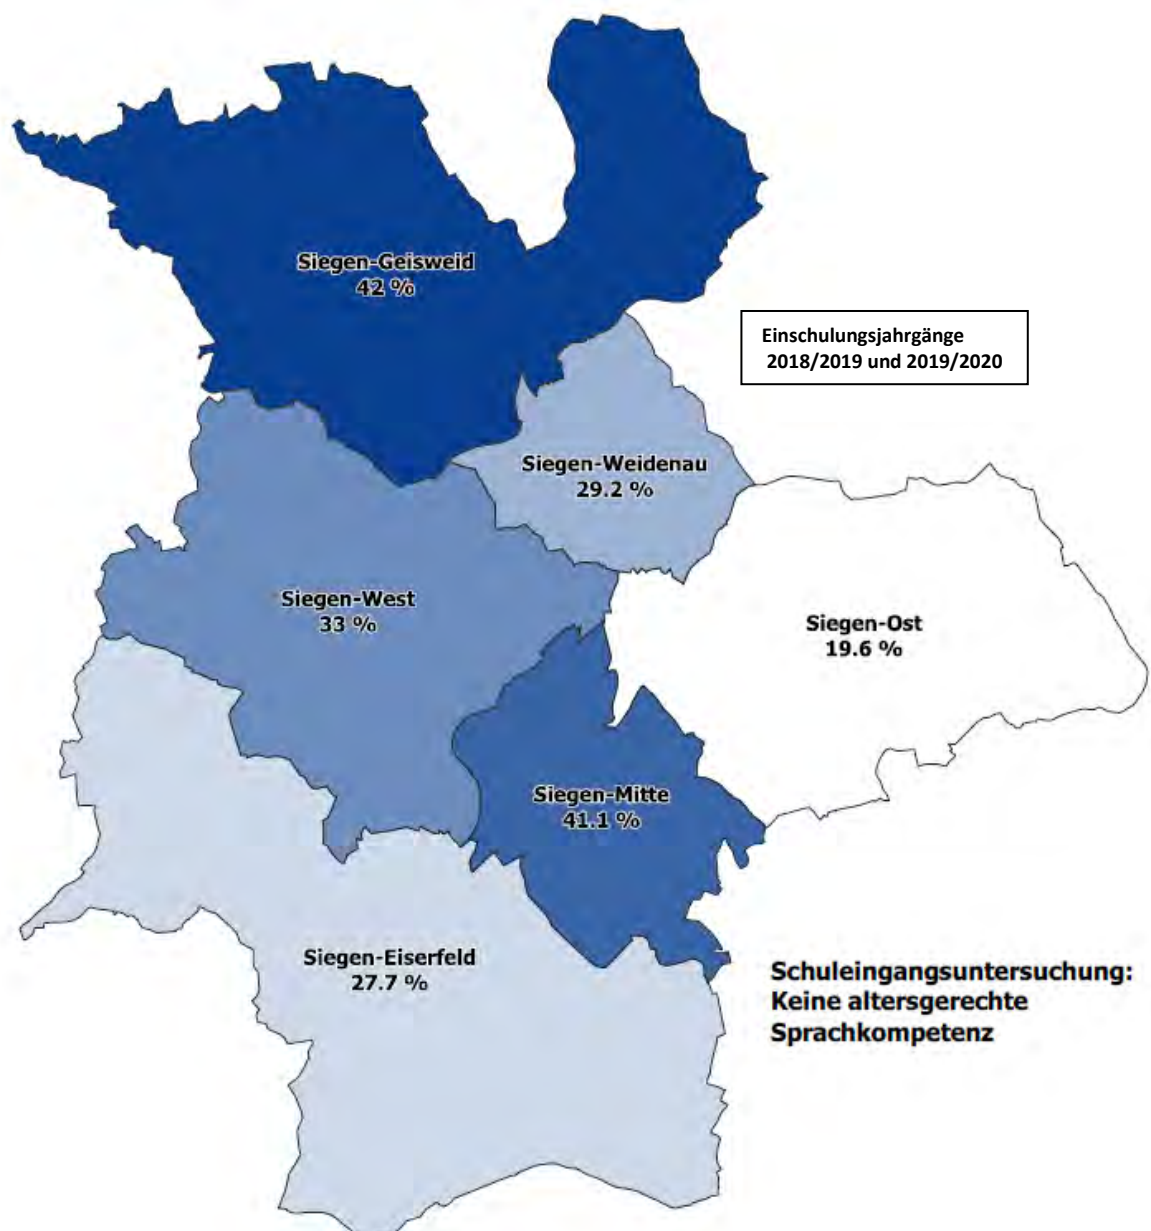 Siegen-Geisweid
42 %
Einschulungsjahrgänge
2018/2019 und 2019/2020
Siegen-Weidenau
29.2 %
Siegen-West
33 %
Siegen-Ost
19.6 %
Siegen-Mitte
41.1 %
Siegen-Eiserfeld
27.7 %
Schuleingangsuntersuchung:
Keine altersgerechte
Sprachkompetenz